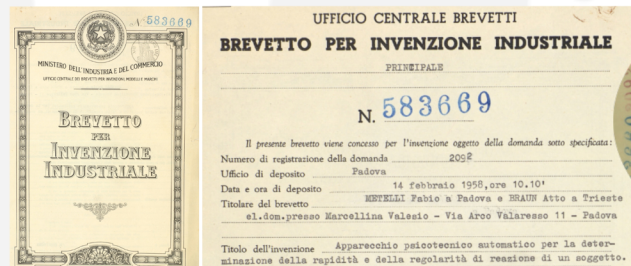 583669
MINISTERO DELL'INDUSTRIA E DEL COMMERCIO
UFFICIO CENTRALE DEI BREVETTI PER INVENZIONI, MODELLI E MARCHI
BREVETTO
PER
INVENZIONE
INDUSTRIALE
UFFICIO CENTRALE BREVETTI
BREVETTO PER INVENZIONE INDUSTRIALE
PRINCIPALE
N. 583669
Il presente brevetto viene concesso per l'invenzione oggetto della domanda sotto specificata:
Numero di registrazione della domanda 2092
Ufficio di deposito Padova
Data e ora di deposito 14 febbraio 1958, ore 10.10'
Titolare del brevetto METELLI Fabio a Padova e BRAUN Atto a Trieste
el.dom.presso Marcellina Valesio - Via Arco Valaresso 11 - Padova
Titolo dell'invenzione Apparecchio psicotecnico automatico per la deter-
minazione della rapidità e della regolarità di reazione di un soggetto.